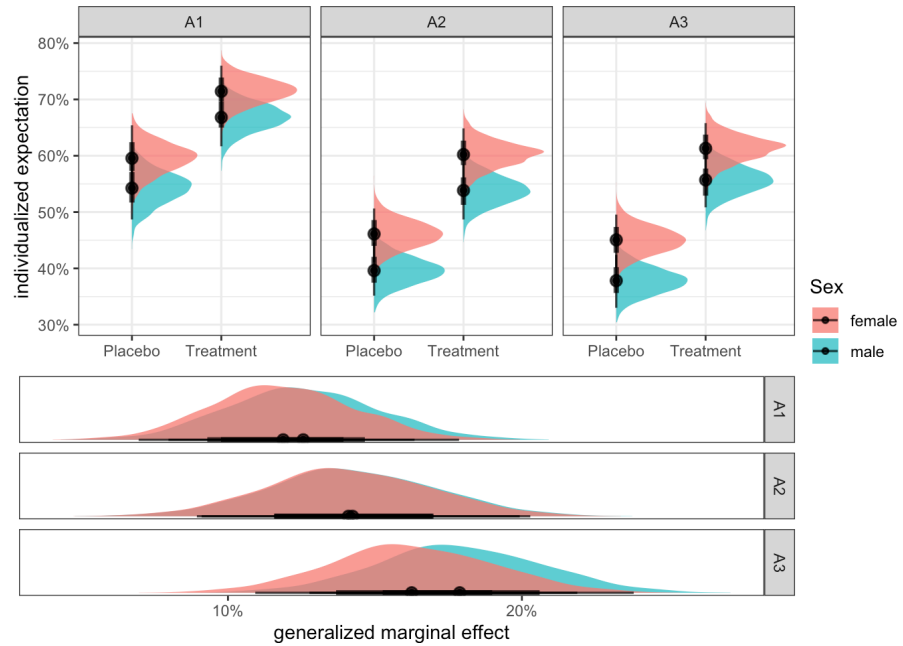 A1 A2 A3
individualized expectation
80%
70%
60%
50%
40%
30%
Placebo Treatment Placebo Treatment Placebo Treatment
Sex
female
male
A1
A2
A3
10% 20%
generalized marginal effect